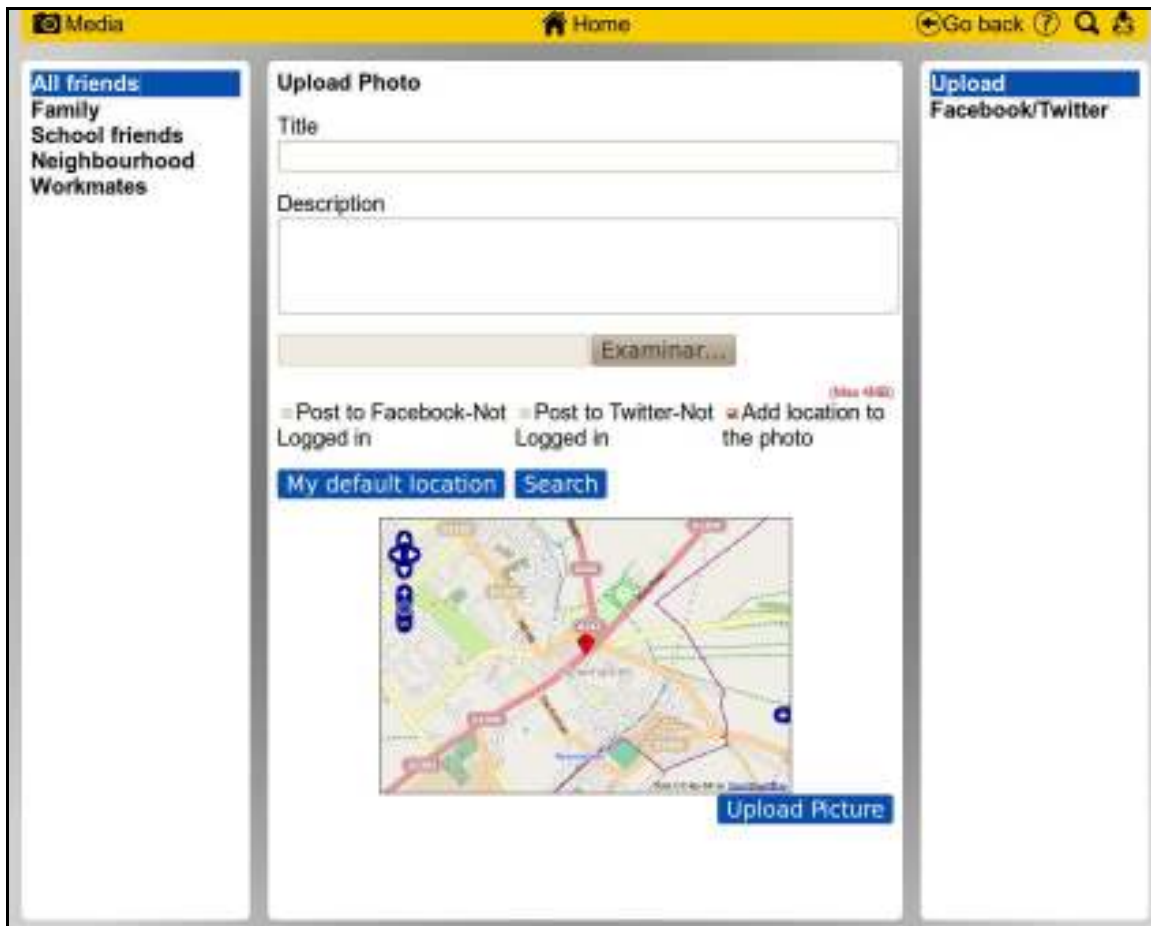 Media
Home
Go back ?
All friends
Family
School friends
Neighbourhood
Workmates
Upload Photo
Title
Description
Examinar...
(Max 4MB)
Post to Facebook-Not
Logged in
Post to Twitter-Not
Logged in
Add location to
the photo
My default location
Search
Upload Picture
Upload
Facebook/Twitter